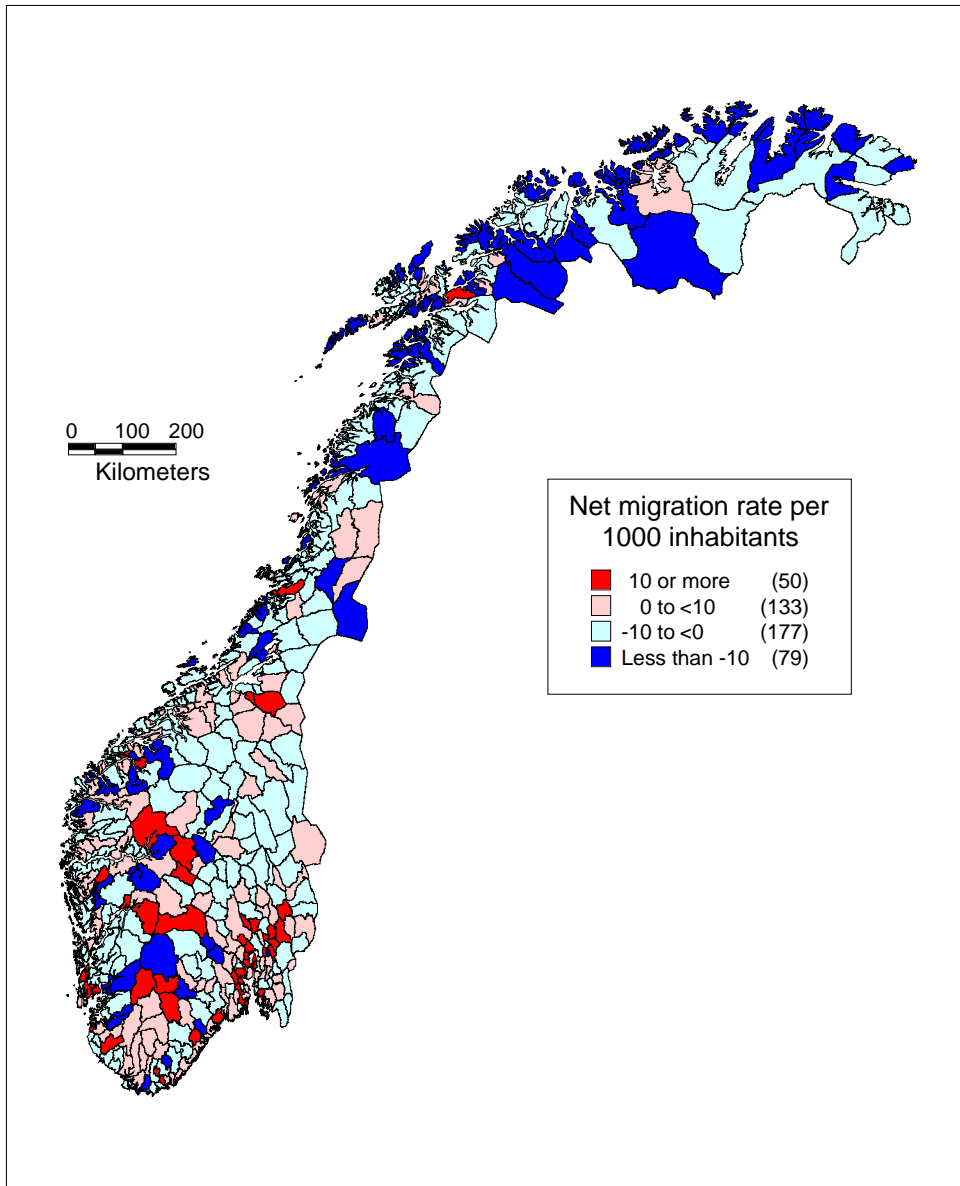 0 100 200
Kilometers
Net migration rate per
1000 inhabitants
10 or more (50)
0 to <10 (133)
-10 to <0 (177)
Less than -10 (79)